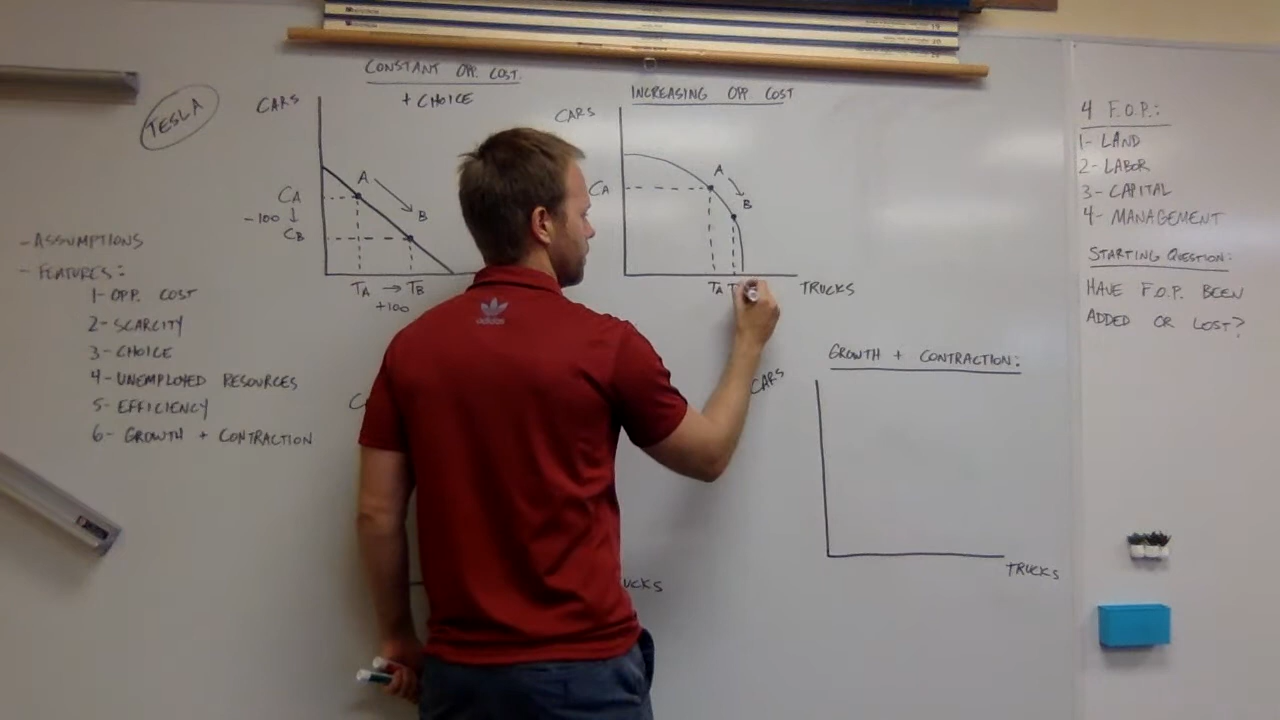 TESLA
CONSTANT OPP. COST.
+ CHOICE
CARS
A
B
CA
-100
CB
TA → TB
+100
INCREASING OPP COST
CARS
A
B
CA
TA T
TRUCKS
- ASSUMPTIONS
- FEATURES:
1- OPP. COST
2- SCARCITY
3- CHOICE
4- UNEMPLOYED RESOURCES
5- EFFICIENCY
6- GROWTH + CONTRACTION
adidas
C
UCKS
GROWTH + CONTRACTION:
CARS
TRUCKS
4 F.O.P.:
1- LAND
2- LABOR
3- CAPITAL
4- MANAGEMENT
STARTING QUESTION:
HAVE F.O.P. BEEN
ADDED OR LOST?